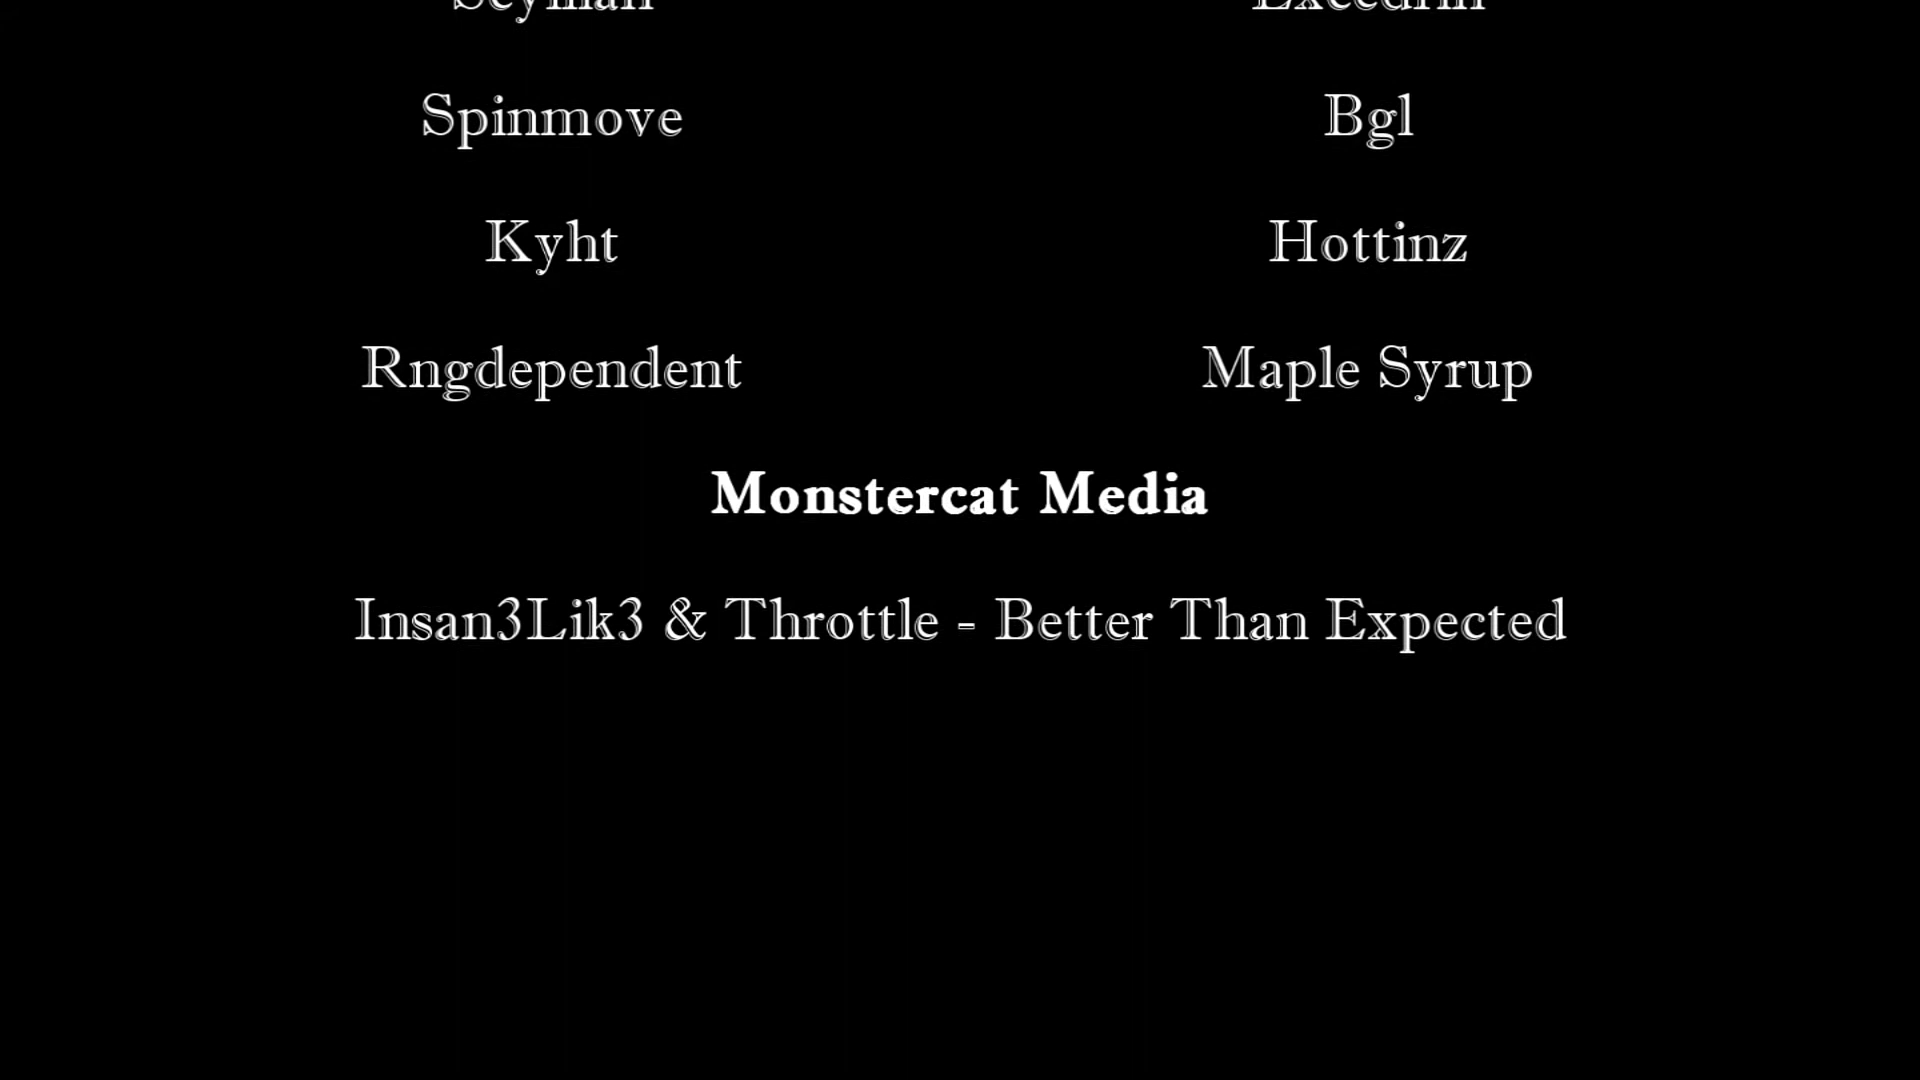 Spinmove Bgl
Kyht Hottinz
Rngdependent Maple Syrup
Monstercat Media
Insan3Lik3 & Throttle - Better Than Expected